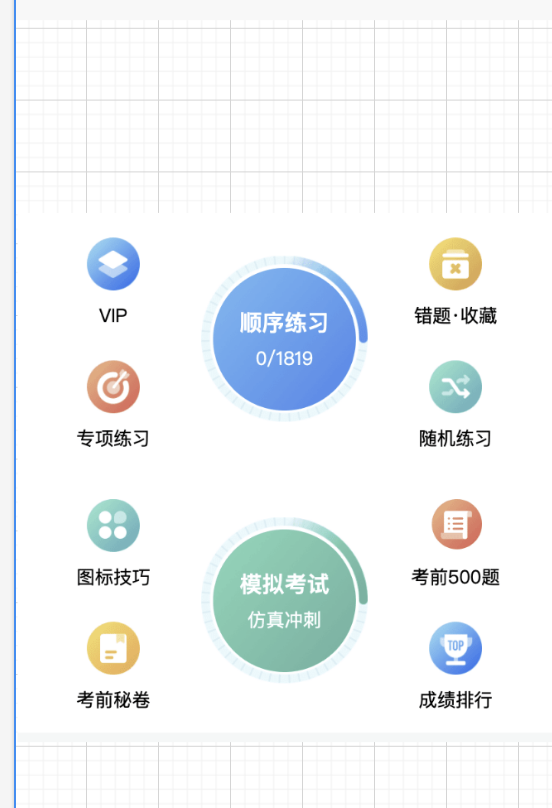 VIP
顺序练习
0/1819
错题·收藏
专项练习
随机练习
图标技巧
模拟考试
仿真冲刺
考前500题
考前秘卷
TOP
成绩排行